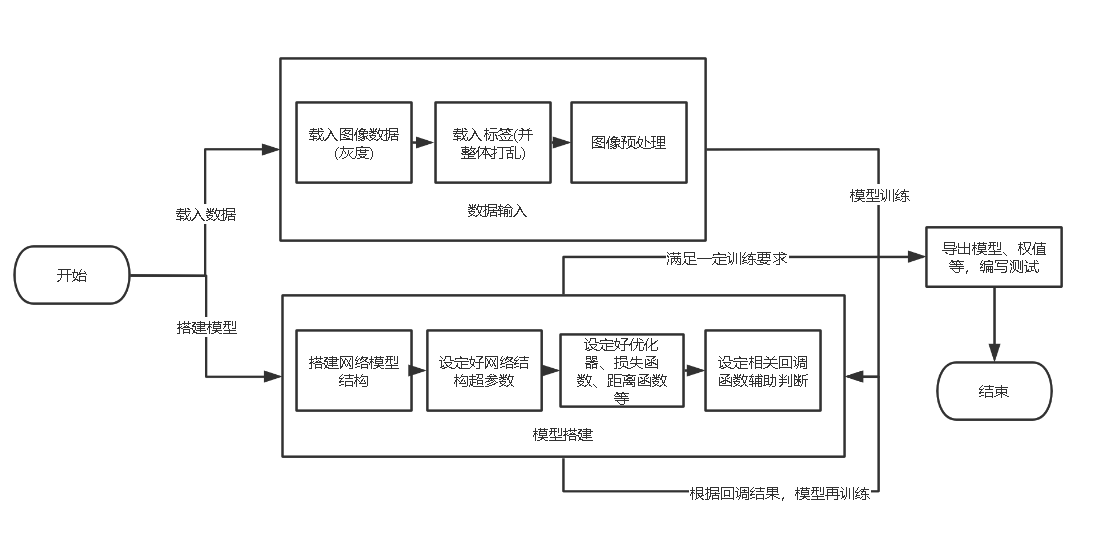 载入图像数据
(灰度)
载入标签(并
整体打乱)
图像预处理
数据输入
模型训练
载入数据
开始
搭建模型
满足一定训练要求
导出模型、权值
等，编写测试
搭建网络模型
结构
设定好网络结
构超参数
设定好优化
器、损失函
数、距离函数
等
设定相关回调
函数辅助判断
模型搭建
结束
根据回调结果，模型再训练